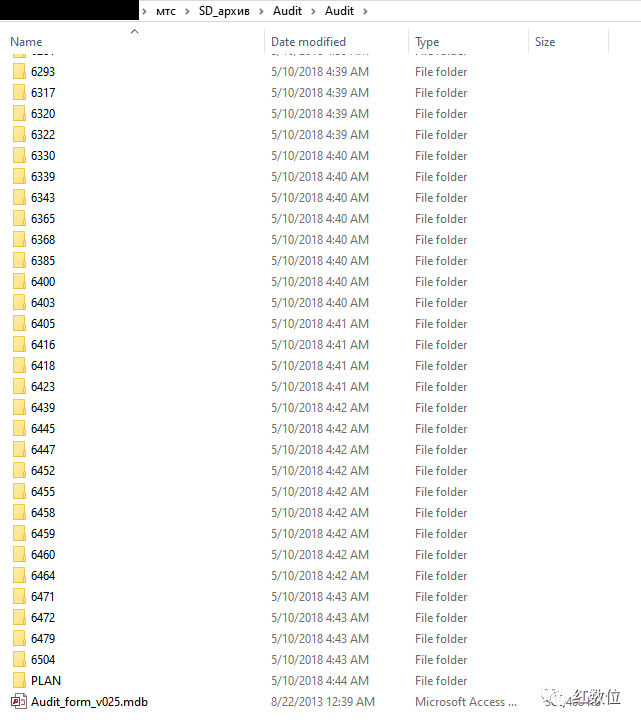 мтс > SD_архив > Audit > Audit >
Name Date modified Type Size
6293 5/10/2018 4:39 AM File folder
6317 5/10/2018 4:39 AM File folder
6320 5/10/2018 4:39 AM File folder
6322 5/10/2018 4:39 AM File folder
6330 5/10/2018 4:40 AM File folder
6339 5/10/2018 4:40 AM File folder
6343 5/10/2018 4:40 AM File folder
6365 5/10/2018 4:40 AM File folder
6368 5/10/2018 4:40 AM File folder
6385 5/10/2018 4:40 AM File folder
6400 5/10/2018 4:40 AM File folder
6403 5/10/2018 4:40 AM File folder
6405 5/10/2018 4:41 AM File folder
6416 5/10/2018 4:41 AM File folder
6418 5/10/2018 4:41 AM File folder
6423 5/10/2018 4:41 AM File folder
6439 5/10/2018 4:42 AM File folder
6445 5/10/2018 4:42 AM File folder
6447 5/10/2018 4:42 AM File folder
6452 5/10/2018 4:42 AM File folder
6455 5/10/2018 4:42 AM File folder
6458 5/10/2018 4:42 AM File folder
6459 5/10/2018 4:42 AM File folder
6460 5/10/2018 4:42 AM File folder
6464 5/10/2018 4:42 AM File folder
6471 5/10/2018 4:43 AM File folder
6472 5/10/2018 4:43 AM File folder
6479 5/10/2018 4:43 AM File folder
6504 5/10/2018 4:43 AM File folder
PLAN 5/10/2018 4:44 AM File folder
Audit_form_v025.mdb 8/22/2013 12:39 AM Microsoft Access ...
红数位